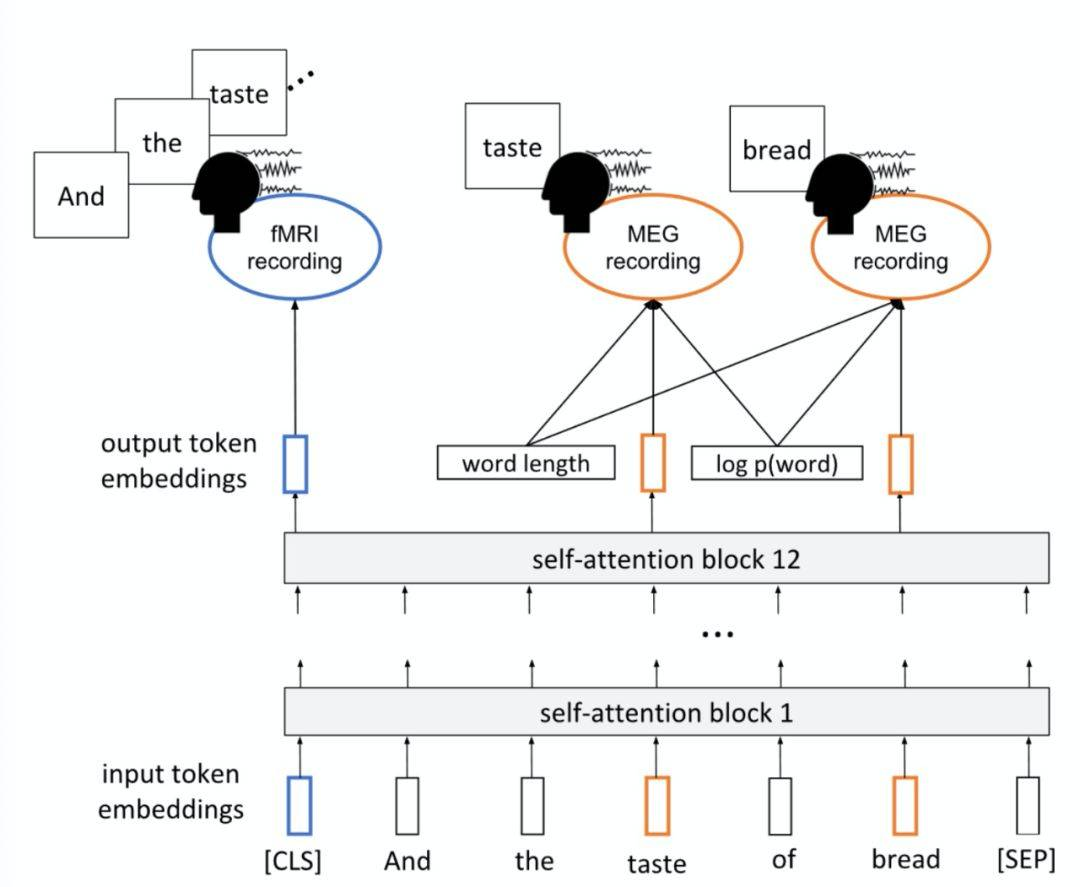 taste
the
And
taste
bread
fMRI
recording
MEG
recording
MEG
recording
output token
embeddings
word length
log p(word)
self-attention block 12
...
self-attention block 1
input token
embeddings
[CLS] And the taste of bread [SEP]